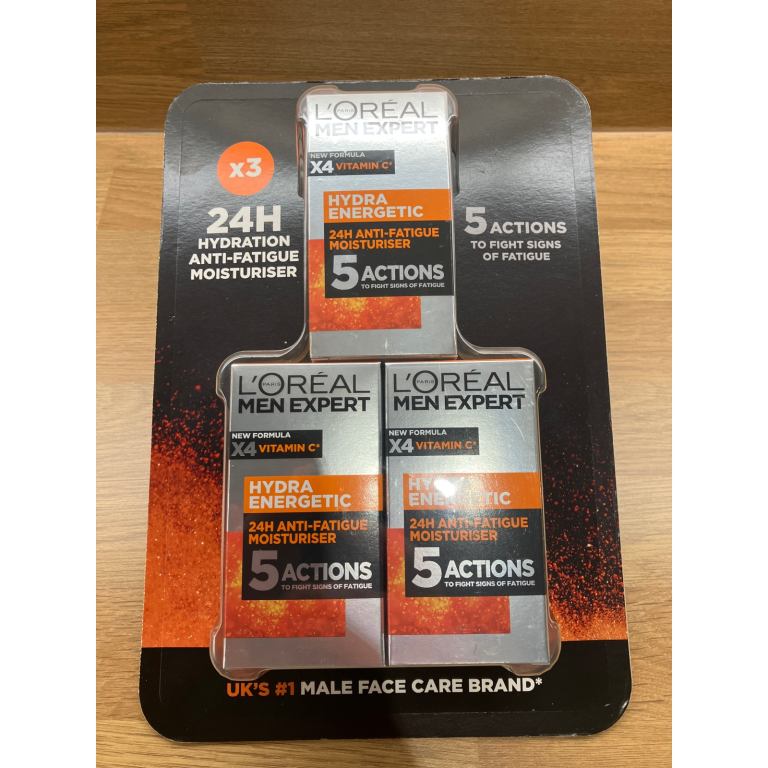 x3
24H
HYDRATION
ANTI-FATIGUE
MOISTURISER
L'ORÉAL
PARIS
MEN EXPERT
NEW FORMULA
X4 VITAMIN C*
HYDRA
ENERGETIC
24H ANTI-FATIGUE
MOISTURISER
5 ACTIONS
TO FIGHT SIGNS OF FATIGUE
5 ACTIONS
TO FIGHT SIGNS
OF FATIGUE
L'ORÉAL
PARIS
MEN EXPERT
NEW FORMULA
X4 VITAMIN C*
HYDRA
ENERGETIC
24H ANTI-FATIGUE
MOISTURISER
5 ACTIONS
TO FIGHT SIGNS OF FATIGUE
L'ORÉAL
PARIS
MEN EXPERT
NEW FORMULA
X4 VITAMIN C*
HYDRA
ENERGETIC
24H ANTI-FATIGUE
MOISTURISER
5 ACTIONS
TO FIGHT SIGNS OF FATIGUE
UK'S #1 MALE FACE CARE BRAND*